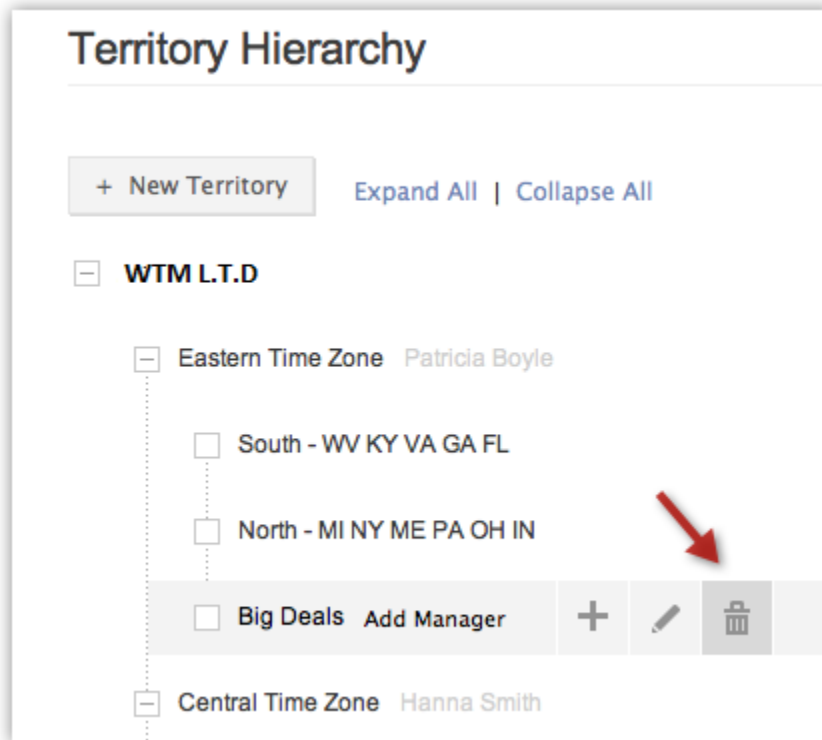 Territory Hierarchy
+ New Territory Expand All | Collapse All
WTM L.T.D
Eastern Time Zone Patricia Boyle
South - WV KY VA GA FL
North - MI NY ME PA OH IN
Big Deals Add Manager
Central Time Zone Hanna Smith